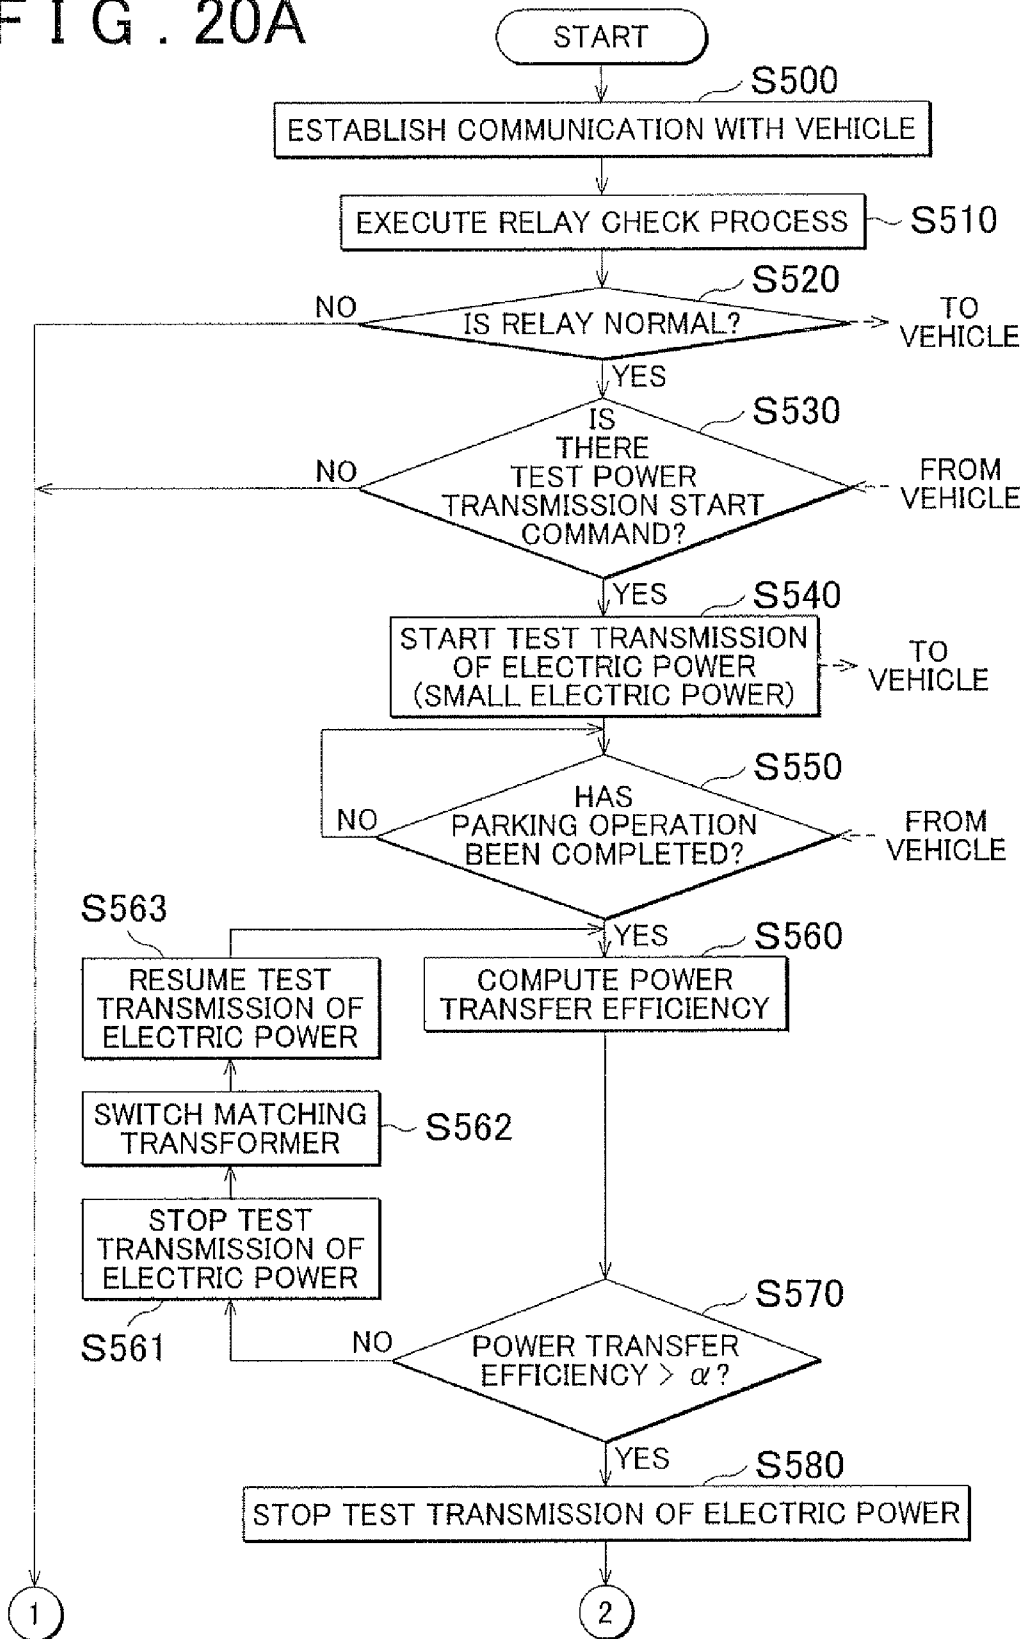 FIG. 20A
START
S500
ESTABLISH COMMUNICATION WITH VEHICLE
EXECUTE RELAY CHECK PROCESS
S510
S520
NO
IS RELAY NORMAL?
TO
VEHICLE
YES
S530
NO
IS
THERE
TEST POWER
TRANSMISSION START
COMMAND?
FROM
VEHICLE
YES
S540
START TEST TRANSMISSION
OF ELECTRIC POWER
(SMALL ELECTRIC POWER)
TO
VEHICLE
S550
NO
HAS
PARKING OPERATION
BEEN COMPLETED?
FROM
VEHICLE
YES
S563
RESUME TEST
TRANSMISSION OF
ELECTRIC POWER
S560
COMPUTE POWER
TRANSFER EFFICIENCY
SWITCH MATCHING
TRANSFORMER
S562
STOP TEST
TRANSMISSION OF
ELECTRIC POWER
S561
S570
NO
POWER TRANSFER
EFFICIENCY > α?
YES
S580
STOP TEST TRANSMISSION OF ELECTRIC POWER
1
2